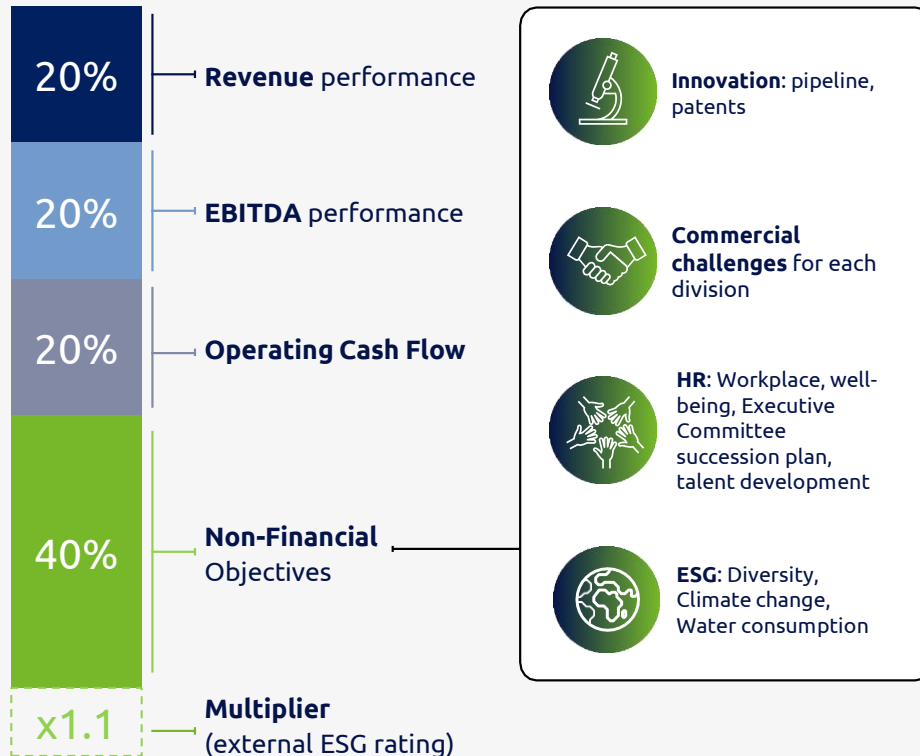 20%
Revenue performance
20%
EBITDA performance
20%
Operating Cash Flow
40%
Non-Financial
Objectives
x1.1
Multiplier
(external ESG rating)
Innovation: pipeline,
patents
Commercial
challenges for each
division
HR: Workplace, well-
being, Executive
Committee
succession plan,
talent development
ESG: Diversity,
Climate change,
Water consumption